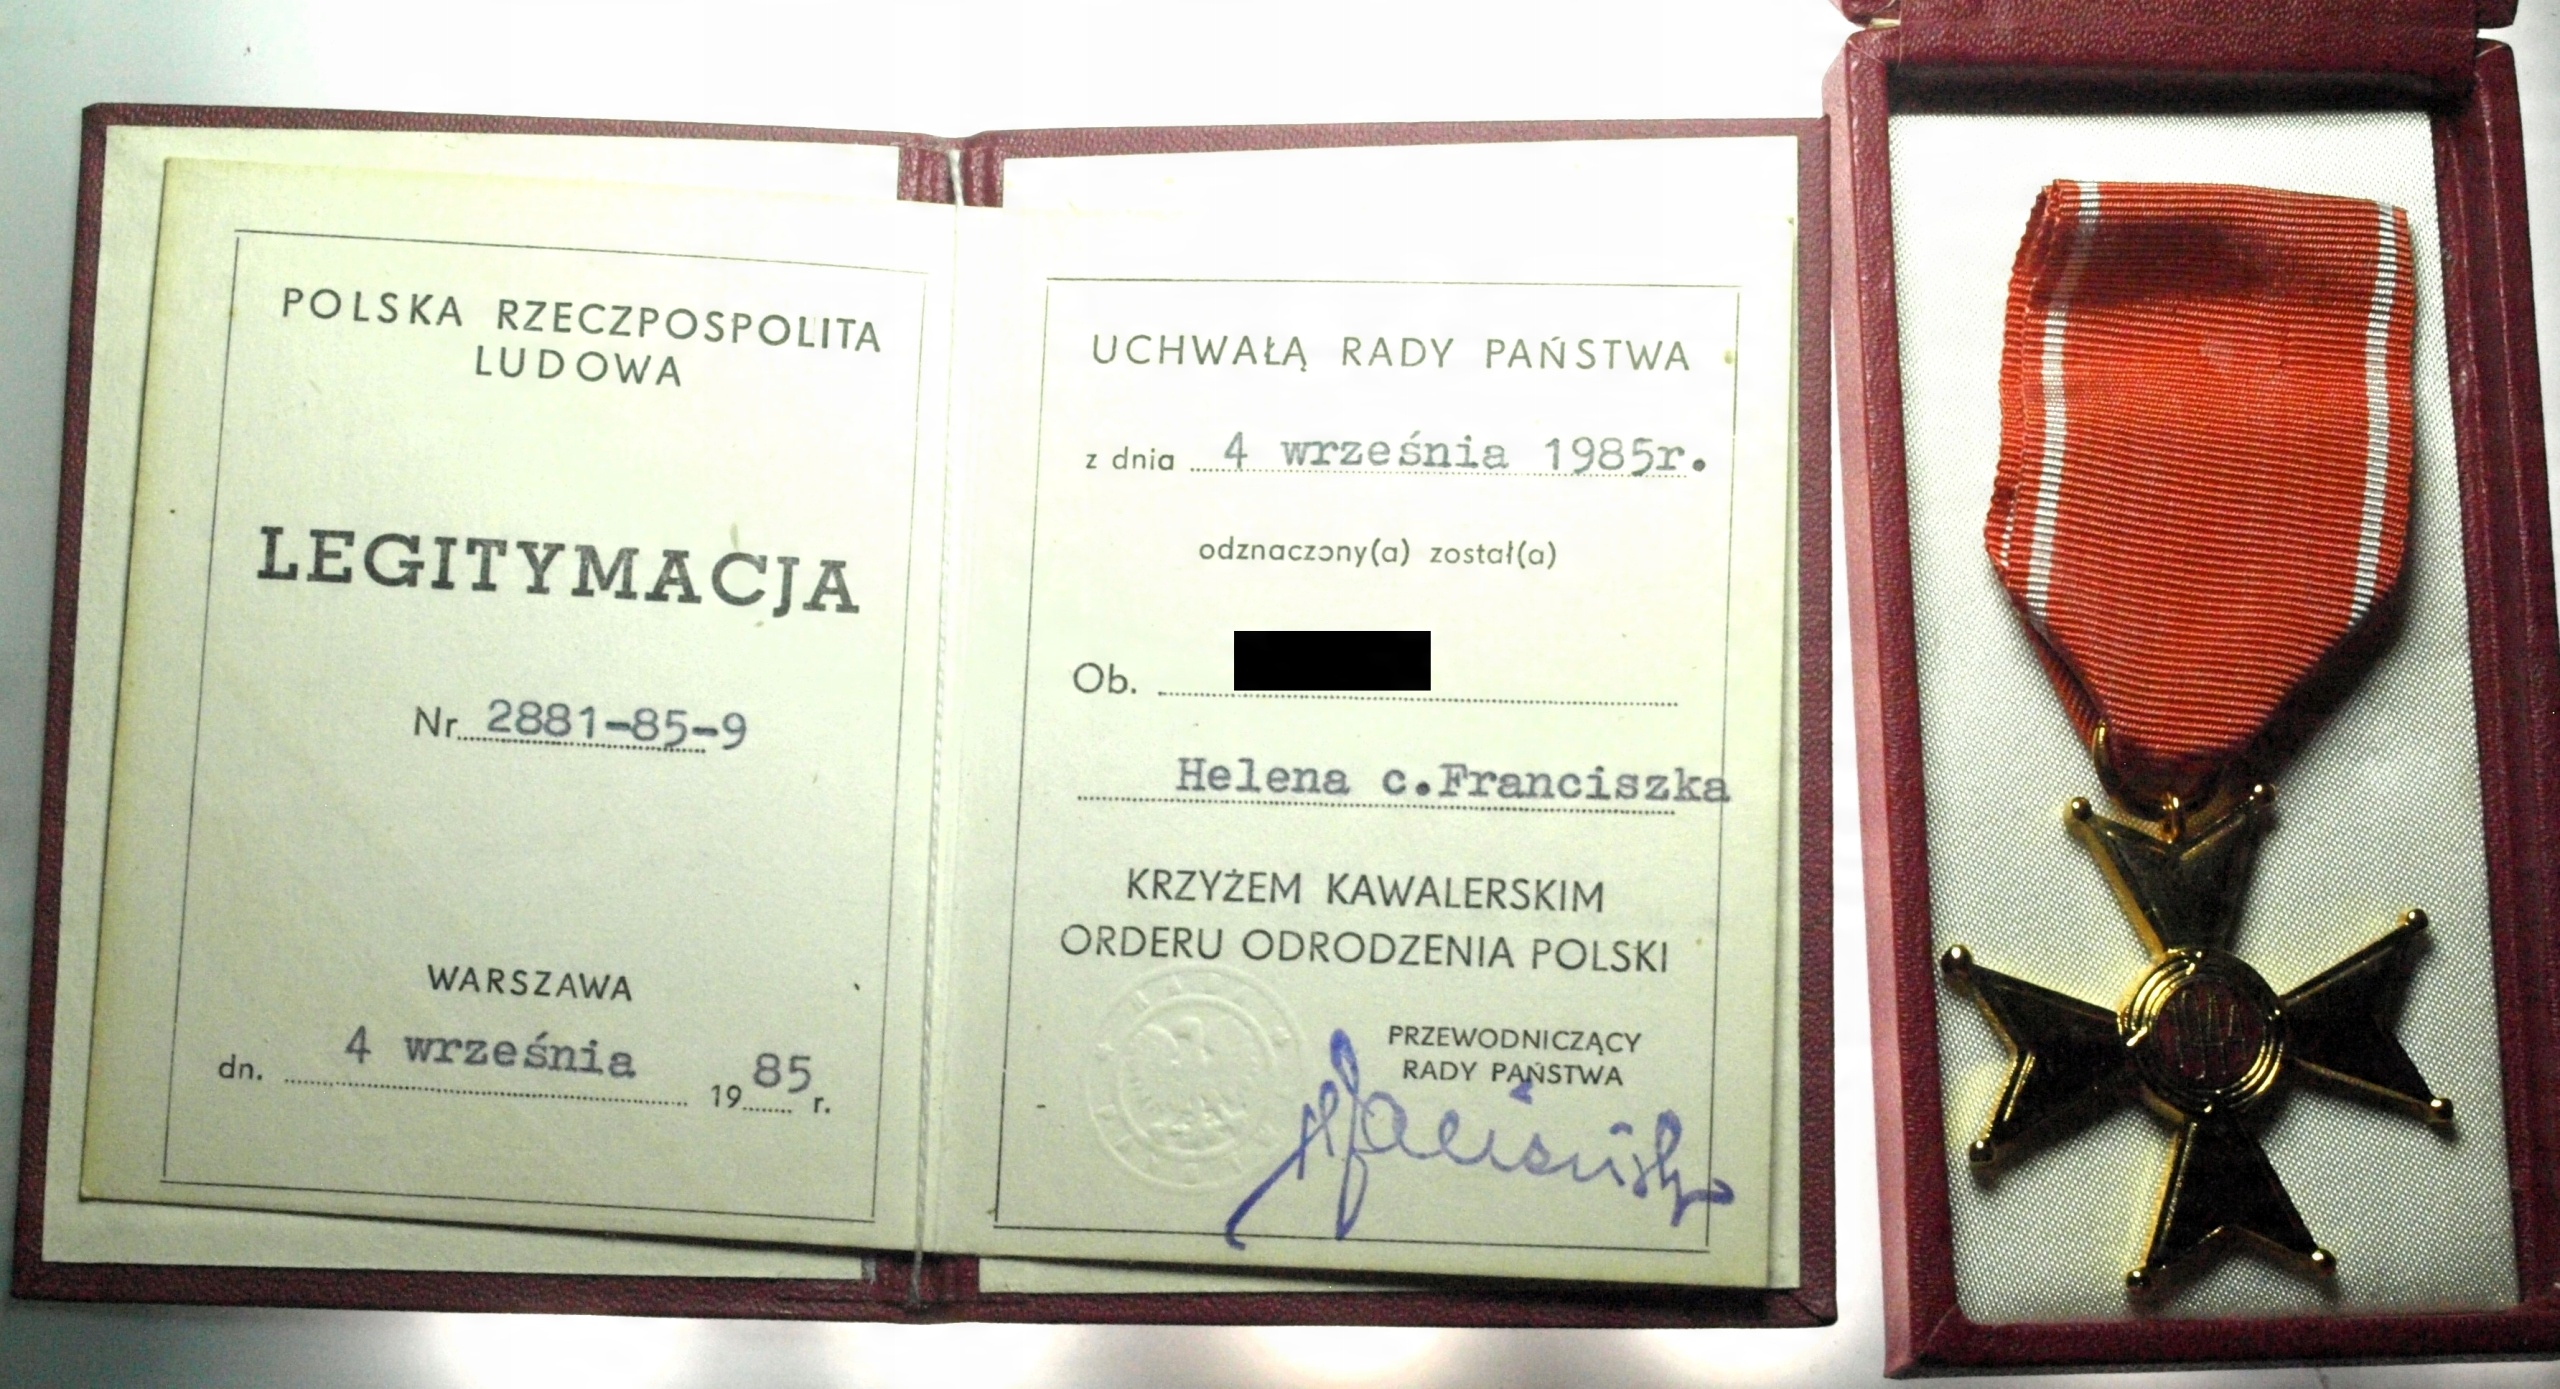 POLSKA RZECZPOSPOLITA
LUDOWA
LEGITYMACJA
Nr 2881-85-9
WARSZAWA
dn. 4 września 1985 r.
UCHWAŁĄ RADY PAŃSTWA
z dnia 4 września 1985r.
odznaczony(a) został(a)
Ob.
Helena c.Franciszka
KRZYŻEM KAWALERSKIM
ORDERU ODRODZENIA POLSKI
PRZEWODNICZĄCY
RADY PAŃSTWA